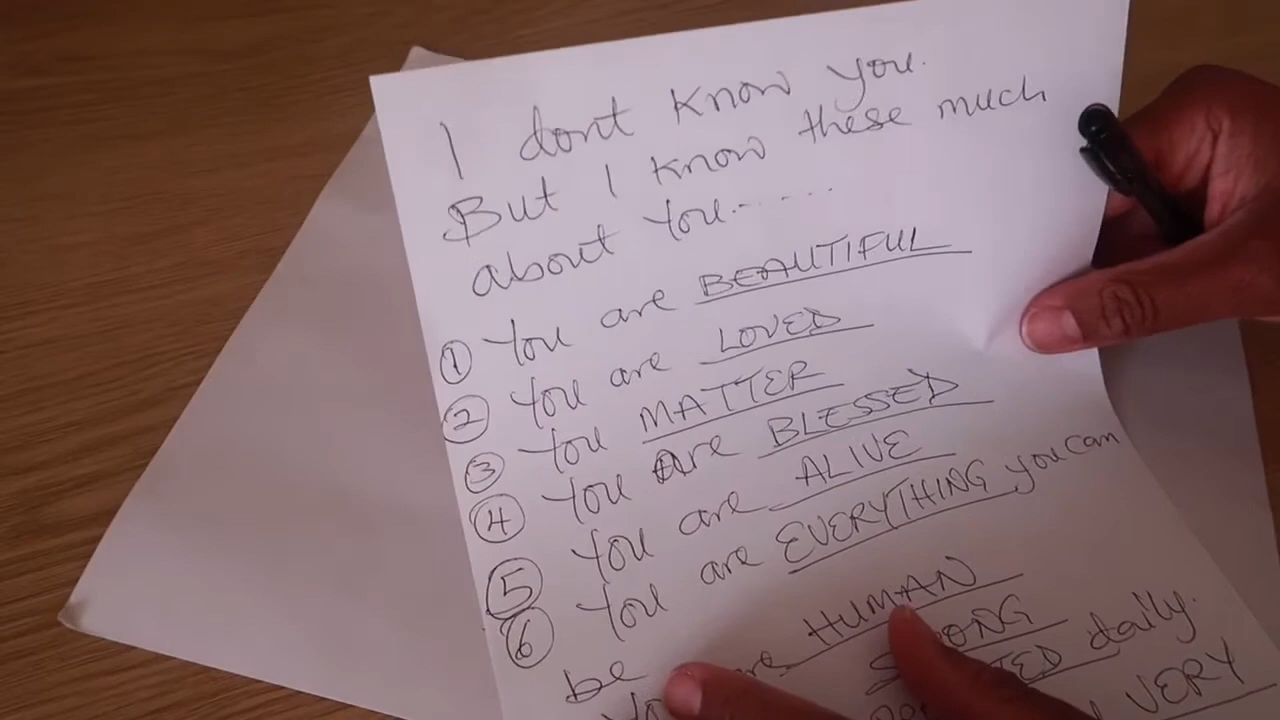 I dont know you.
But I know these much
about you......
① You are BEAUTIFUL
② You are LOVED
③ You MATTER
④ You are BLESSED
⑤ You are ALIVE
⑥ You are EVERYTHING you can
be
HUMAN
daily.
VERY